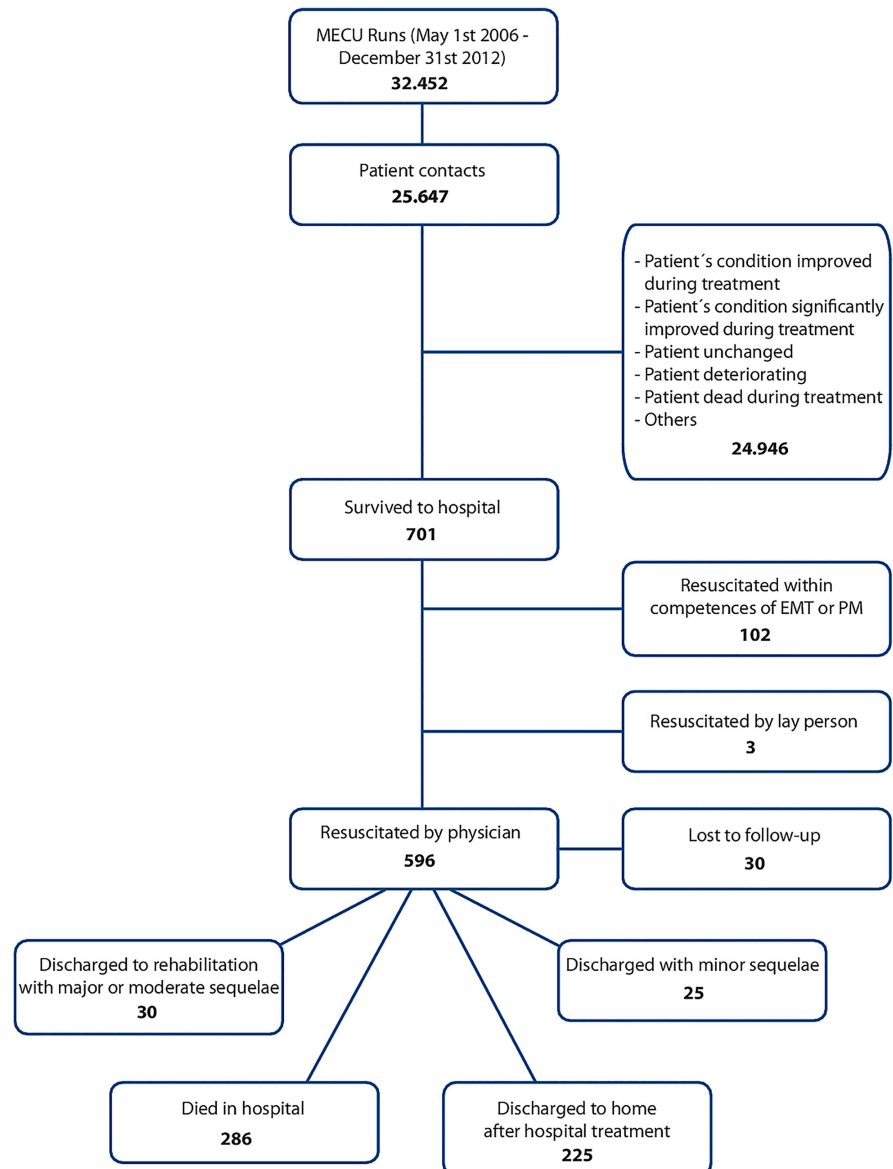 MECU Runs (May 1st 2006 -
December 31st 2012)
32.452
Patient contacts
25.647
- Patient´s condition improved
during treatment
- Patient´s condition significantly
improved during treatment
- Patient unchanged
- Patient deteriorating
- Patient dead during treatment
- Others
24.946
Survived to hospital
701
Resuscitated within
competences of EMT or PM
102
Resuscitated by lay person
3
Resuscitated by physician
596
Lost to follow-up
30
Discharged to rehabilitation
with major or moderate sequelae
30
Discharged with minor sequelae
25
Died in hospital
286
Discharged to home
after hospital treatment
225